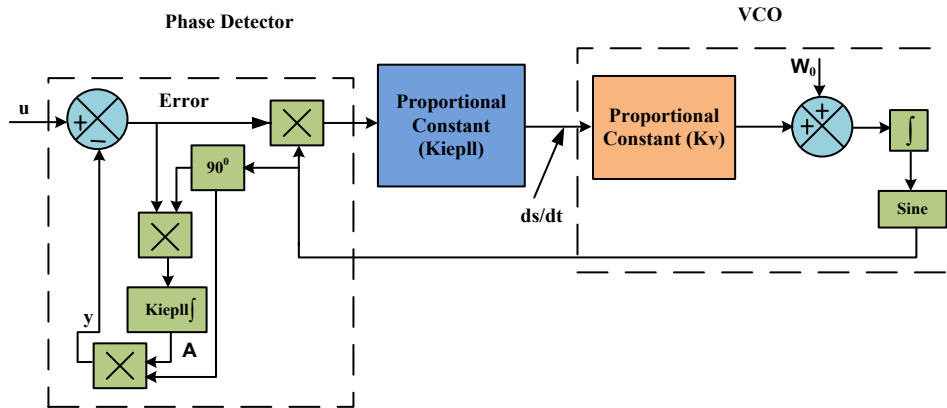 Phase Detector
VCO
u
+
−
Error
Proportional
Constant
(Kiepll)
ds/dt
Proportional
Constant (Kv)
W₀
+
+
∫
Sine
90⁰
Kiepll∫
A
y